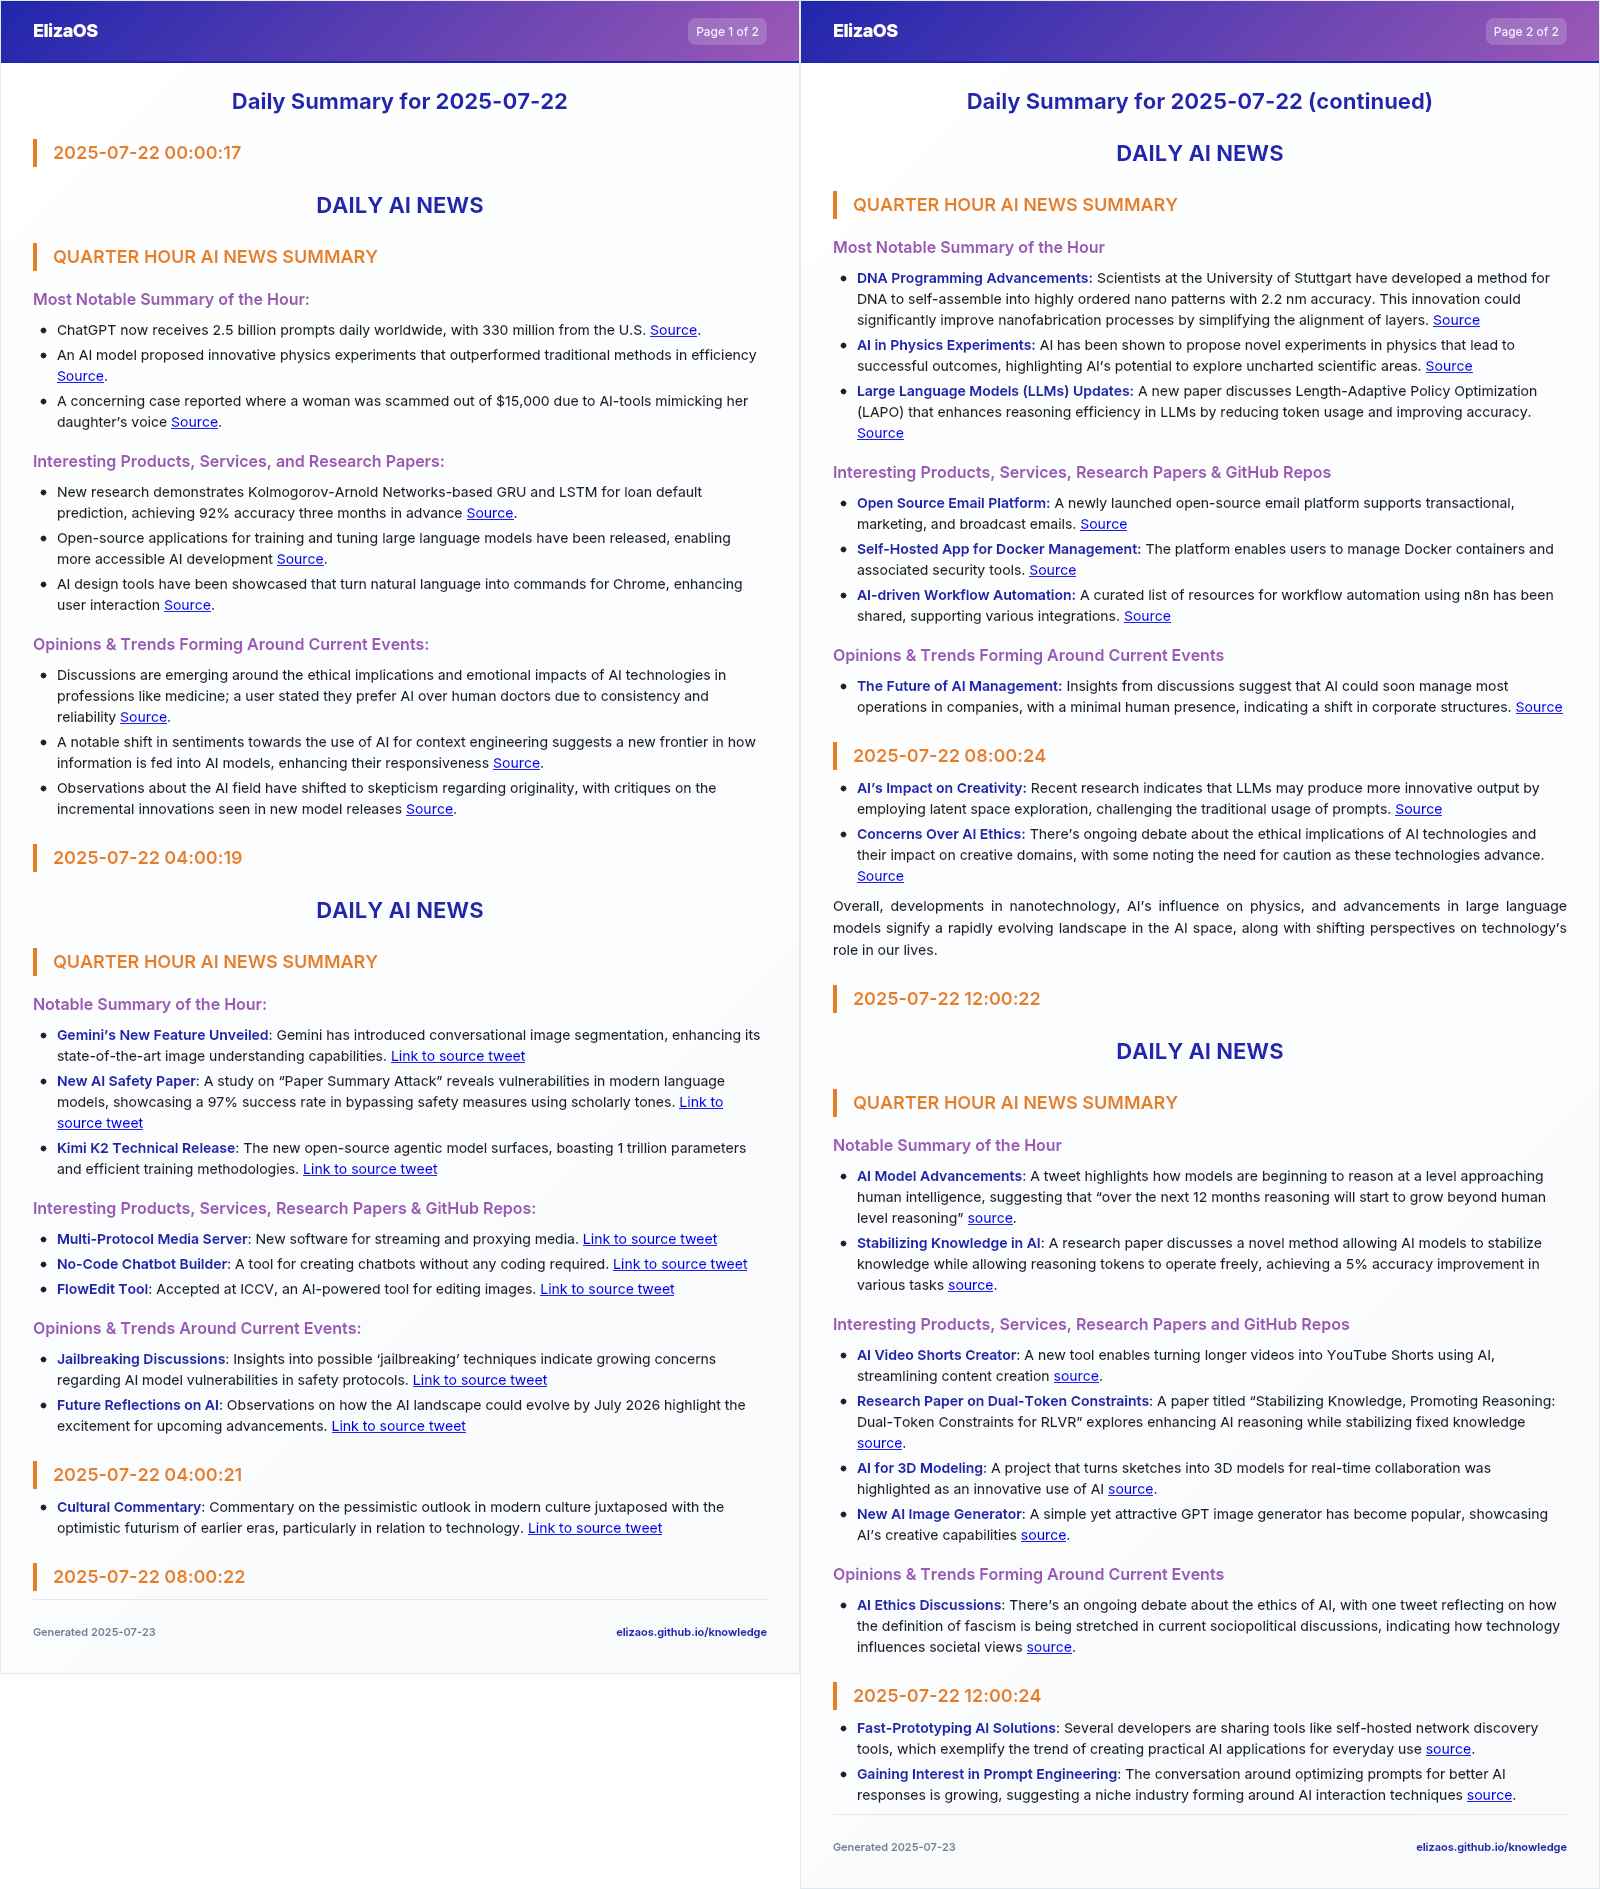 ElizaOS
Page 1 of 2
Daily Summary for 2025-07-22
2025-07-22 00:00:17
DAILY AI NEWS
QUARTER HOUR AI NEWS SUMMARY
Most Notable Summary of the Hour:
• ChatGPT now receives 2.5 billion prompts daily worldwide, with 330 million from the U.S. Source.
• An AI model proposed innovative physics experiments that outperformed traditional methods in efficiency
Source.
• A concerning case reported where a woman was scammed out of $15,000 due to AI-tools mimicking her
daughter's voice Source.
Interesting Products, Services, and Research Papers:
• New research demonstrates Kolmogorov-Arnold Networks-based GRU and LSTM for loan default
prediction, achieving 92% accuracy three months in advance Source.
• Open-source applications for training and tuning large language models have been released, enabling
more accessible AI development Source.
• AI design tools have been showcased that turn natural language into commands for Chrome, enhancing
user interaction Source.
Opinions & Trends Forming Around Current Events:
• Discussions are emerging around the ethical implications and emotional impacts of AI technologies in
professions like medicine; a user stated they prefer AI over human doctors due to consistency and
reliability Source.
• A notable shift in sentiments towards the use of AI for context engineering suggests a new frontier in how
information is fed into AI models, enhancing their responsiveness Source.
• Observations about the AI field have shifted to skepticism regarding originality, with critiques on the
incremental innovations seen in new model releases Source.
2025-07-22 04:00:19
DAILY AI NEWS
QUARTER HOUR AI NEWS SUMMARY
Notable Summary of the Hour:
• Gemini's New Feature Unveiled: Gemini has introduced conversational image segmentation, enhancing its
state-of-the-art image understanding capabilities. Link to source tweet
• New AI Safety Paper: A study on “Paper Summary Attack” reveals vulnerabilities in modern language
models, showcasing a 97% success rate in bypassing safety measures using scholarly tones. Link to
source tweet
• Kimi K2 Technical Release: The new open-source agentic model surfaces, boasting 1 trillion parameters
and efficient training methodologies. Link to source tweet
Interesting Products, Services, Research Papers & GitHub Repos:
• Multi-Protocol Media Server: New software for streaming and proxying media. Link to source tweet
• No-Code Chatbot Builder: A tool for creating chatbots without any coding required. Link to source tweet
• FlowEdit Tool: Accepted at ICCV, an AI-powered tool for editing images. Link to source tweet
Opinions & Trends Around Current Events:
• Jailbreaking Discussions: Insights into possible ‘jailbreaking’ techniques indicate growing concerns
regarding AI model vulnerabilities in safety protocols. Link to source tweet
• Future Reflections on AI: Observations on how the AI landscape could evolve by July 2026 highlight the
excitement for upcoming advancements. Link to source tweet
2025-07-22 04:00:21
• Cultural Commentary: Commentary on the pessimistic outlook in modern culture juxtaposed with the
optimistic futurism of earlier eras, particularly in relation to technology. Link to source tweet
2025-07-22 08:00:22
Generated 2025-07-23
elizaos.github.io/knowledge
ElizaOS
Page 2 of 2
Daily Summary for 2025-07-22 (continued)
DAILY AI NEWS
QUARTER HOUR AI NEWS SUMMARY
Most Notable Summary of the Hour
• DNA Programming Advancements: Scientists at the University of Stuttgart have developed a method for
DNA to self-assemble into highly ordered nano patterns with 2.2 nm accuracy. This innovation could
significantly improve nanofabrication processes by simplifying the alignment of layers. Source
• AI in Physics Experiments: AI has been shown to propose novel experiments in physics that lead to
successful outcomes, highlighting AI's potential to explore uncharted scientific areas. Source
• Large Language Models (LLMs) Updates: A new paper discusses Length-Adaptive Policy Optimization
(LAPO) that enhances reasoning efficiency in LLMs by reducing token usage and improving accuracy.
Source
Interesting Products, Services, Research Papers & GitHub Repos
• Open Source Email Platform: A newly launched open-source email platform supports transactional,
marketing, and broadcast emails. Source
• Self-Hosted App for Docker Management: The platform enables users to manage Docker containers and
associated security tools. Source
• AI-driven Workflow Automation: A curated list of resources for workflow automation using n8n has been
shared, supporting various integrations. Source
Opinions & Trends Forming Around Current Events
• The Future of AI Management: Insights from discussions suggest that AI could soon manage most
operations in companies, with a minimal human presence, indicating a shift in corporate structures. Source
2025-07-22 08:00:24
• AI's Impact on Creativity: Recent research indicates that LLMs may produce more innovative output by
employing latent space exploration, challenging the traditional usage of prompts. Source
• Concerns Over AI Ethics: There's ongoing debate about the ethical implications of AI technologies and
their impact on creative domains, with some noting the need for caution as these technologies advance.
Source
Overall, developments in nanotechnology, AI's influence on physics, and advancements in large language
models signify a rapidly evolving landscape in the AI space, along with shifting perspectives on technology's
role in our lives.
2025-07-22 12:00:22
DAILY AI NEWS
QUARTER HOUR AI NEWS SUMMARY
Notable Summary of the Hour
• AI Model Advancements: A tweet highlights how models are beginning to reason at a level approaching
human intelligence, suggesting that “over the next 12 months reasoning will start to grow beyond human
level reasoning” source.
• Stabilizing Knowledge in AI: A research paper discusses a novel method allowing AI models to stabilize
knowledge while allowing reasoning tokens to operate freely, achieving a 5% accuracy improvement in
various tasks source.
Interesting Products, Services, Research Papers and GitHub Repos
• AI Video Shorts Creator: A new tool enables turning longer videos into YouTube Shorts using AI,
streamlining content creation source.
• Research Paper on Dual-Token Constraints: A paper titled “Stabilizing Knowledge, Promoting Reasoning:
Dual-Token Constraints for RLVR” explores enhancing AI reasoning while stabilizing fixed knowledge
source.
• AI for 3D Modeling: A project that turns sketches into 3D models for real-time collaboration was
highlighted as an innovative use of AI source.
• New AI Image Generator: A simple yet attractive GPT image generator has become popular, showcasing
AI's creative capabilities source.
Opinions & Trends Forming Around Current Events
• AI Ethics Discussions: There's an ongoing debate about the ethics of AI, with one tweet reflecting on how
the definition of fascism is being stretched in current sociopolitical discussions, indicating how technology
influences societal views source.
2025-07-22 12:00:24
• Fast-Prototyping AI Solutions: Several developers are sharing tools like self-hosted network discovery
tools, which exemplify the trend of creating practical AI applications for everyday use source.
• Gaining Interest in Prompt Engineering: The conversation around optimizing prompts for better AI
responses is growing, suggesting a niche industry forming around AI interaction techniques source.
Generated 2025-07-23
elizaos.github.io/knowledge